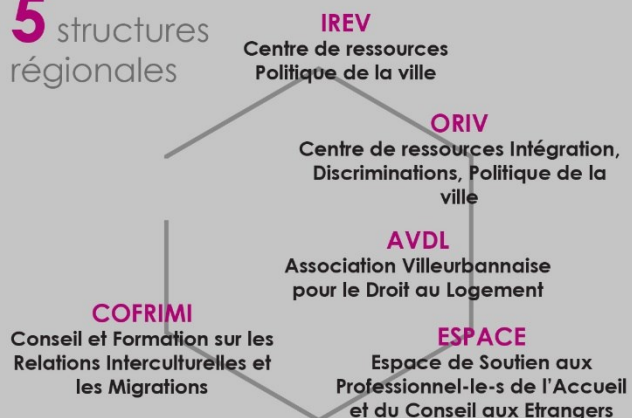 5 structures
régionales
IREV
Centre de ressources
Politique de la ville
ORIV
Centre de ressources Intégration,
Discriminations, Politique de la
ville
AVDL
Association Villeurbannaise
pour le Droit au Logement
COFRIMI
Conseil et Formation sur les
Relations Interculturelles et
les Migrations
ESPACE
Espace de Soutien aux
Professionnel-le-s de l'Accueil
et du Conseil aux Etrangers